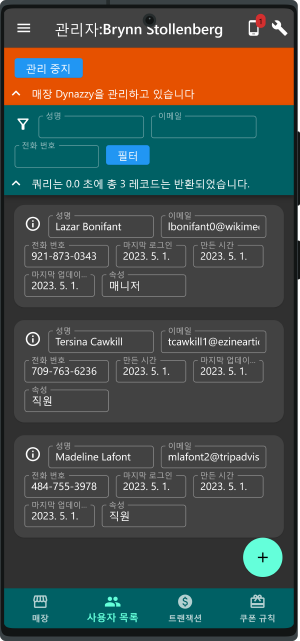 관리자:Brynn Stollenberg
1
관리 중지
매장 Dynazzy을 관리하고 있습니다
성명 이메일
전화 번호
필터
쿼리는 0.0 초에 총 3 레코드는 반환되었습니다.
성명 이메일
Lazar Bonifant lbonifant0@wikime
전화 번호 마지막 로그인 만든 시간
921-873-0343 2023. 5. 1. 2023. 5. 1.
마지막 업데이... 속성
2023. 5. 1. 매니저
성명 이메일
Tersina Cawkill tcawkill1@ezinearti
전화 번호 만든 시간 마지막 업데이...
709-763-6236 2023. 5. 1. 2023. 5. 1.
속성
직원
성명 이메일
Madeline Lafont mlafont2@tripadvis
전화 번호 마지막 로그인 만든 시간
484-755-3978 2023. 5. 1. 2023. 5. 1.
마지막 업데이... 속성
2023. 5. 1. 직원
매장 사용자 목록 트랜잭션 쿠폰 규칙